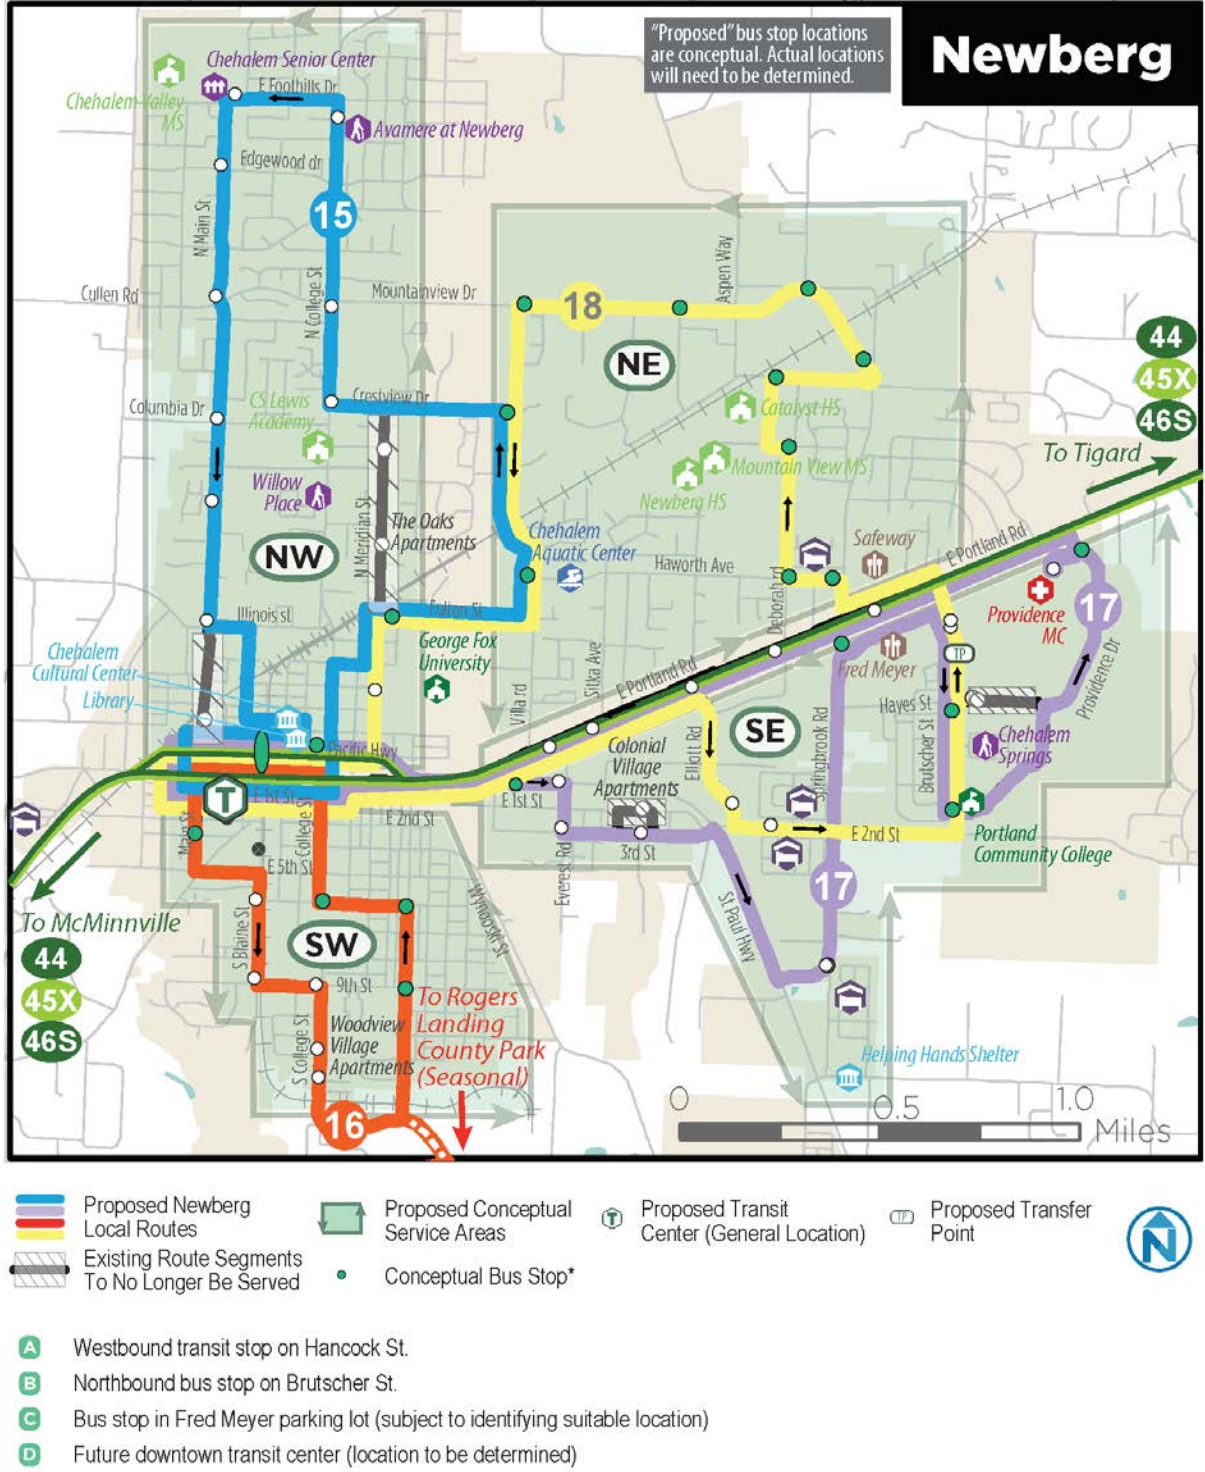 "Proposed" bus stop locations
are conceptual. Actual locations
will need to be determined.
Newberg
Chehalem Senior Center
Chehalem Valley
MS
E Foothills Dr
Avamere at Newberg
Edgewood dr
15
N Main St
N College St
Cullen Rd
Mountainview Dr
18
Aspen Way
NE
44
45X
46S
To Tigard
Columbia Dr
CS Lewis
Academy
Crestview Dr
Catalyst HS
Mountain View MS
Newberg HS
Willow
Place
N Meridian St
The Oaks
Apartments
NW
Chehalem
Aquatic Center
Haworth Ave
Safeway
E Portland Rd
Deborah rd
Providence
MC
17
Illinois st
Fulton St
George Fox
University
Chehalem
Cultural Center
Library
Villa rd
Sitka Ave
E Portland Rd
Fred Meyer
TP
Hayes St
Providence Dr
Pacific Hwy
Colonial
Village
Apartments
Elliott Rd
SE
Springbrook Rd
Brutscher St
Chehalem
Springs
T
E 1st St
E 1st St
E 2nd St
E 2nd St
Main St
College St
Portland
Community College
3rd St
Everest Rd
E 5th St
17
To McMinnville
44
45X
46S
S Blaine St
SW
Wynooski St
St Paul Hwy
9th St
To Rogers
Landing
County Park
(Seasonal)
S College St
Woodview
Village
Apartments
Helping Hands Shelter
16
0
0.5
1.0
Miles
Proposed Newberg
Local Routes
Existing Route Segments
To No Longer Be Served
Proposed Conceptual
Service Areas
Conceptual Bus Stop*
T
Proposed Transit
Center (General Location)
TP
Proposed Transfer
Point
N
A Westbound transit stop on Hancock St.
B Northbound bus stop on Brutscher St.
C Bus stop in Fred Meyer parking lot (subject to identifying suitable location)
D Future downtown transit center (location to be determined)